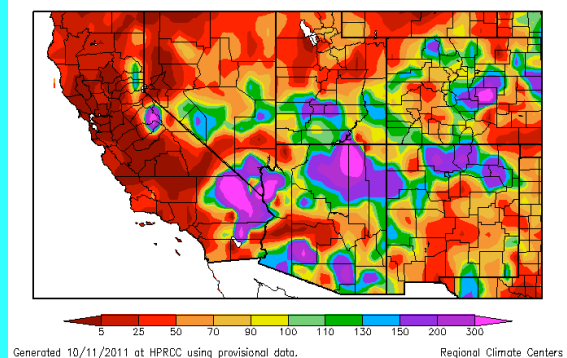 5 25 50 70 90 100 110 130 150 200 300
Generated 10/11/2011 at HPRCC using provisional data. Regional Climate Centers